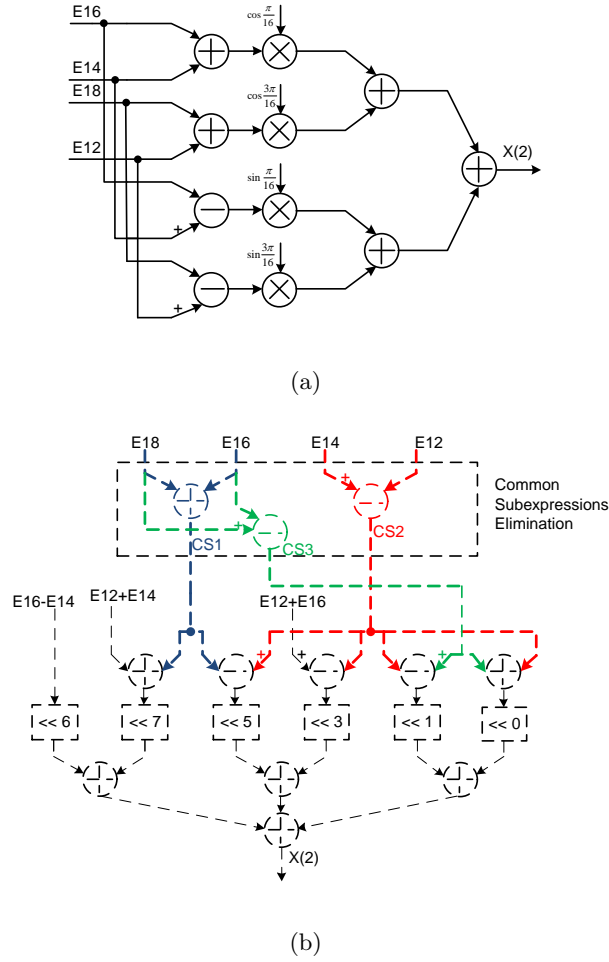 E16
cos π/16
E14
E18
cos 3π/16
E12
X(2)
sin π/16
+
sin 3π/16
+
(a)
E18 E16 E14 E12
+
Common
Subexpressions
Elimination
+
CS1 CS3 CS2
E16-E14 E12+E14 E12+E16
+ + +
<< 6 << 7 << 5 << 3 << 1 << 0
X(2)
(b)